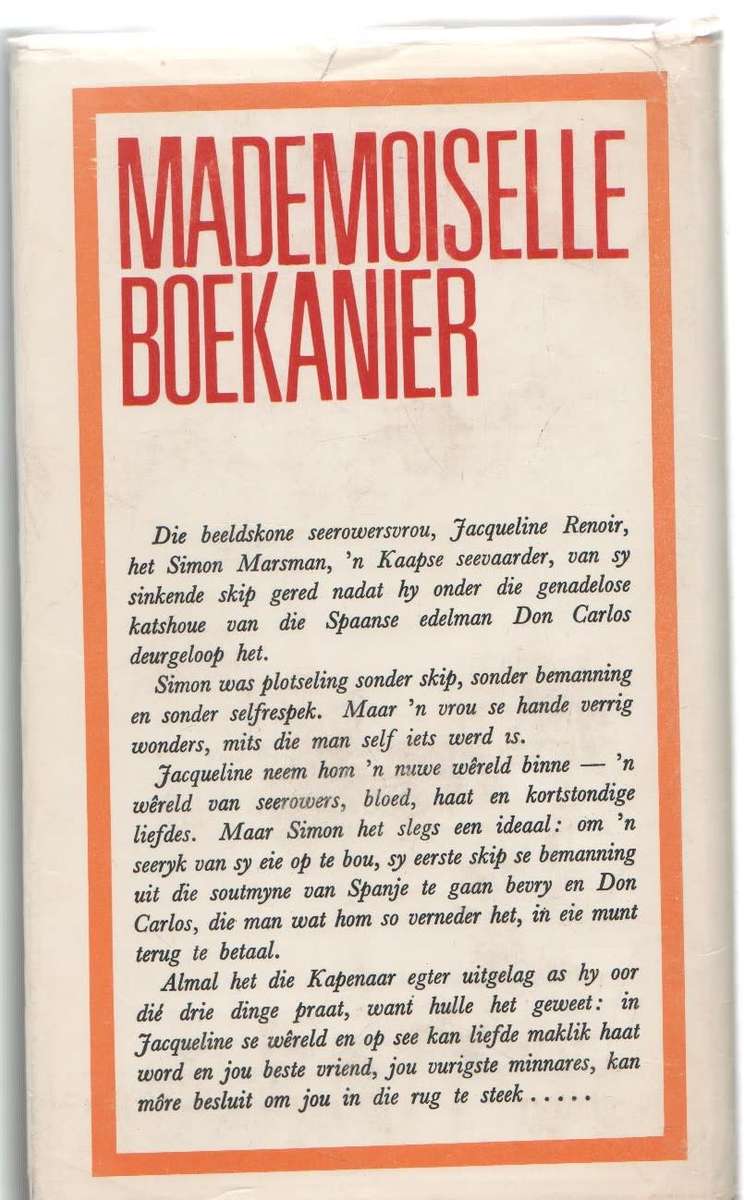 MADEMOISELLE
BOEKANIER
Die beeldskone seerowersvrou, Jacqueline Renoir,
het Simon Marsman, 'n Kaapse seevaarder, van sy
sinkende skip gered nadat hy onder die genadelose
katshoue van die Spaanse edelman Don Carlos
deurgeloop het.
Simon was plotseling sonder skip, sonder bemanning
en sonder selfrespek. Maar 'n vrou se hande verrig
wonders, mits die man self iets werd is.
Jacqueline neem hom 'n nuwe wêreld binne — 'n
wêreld van seerowers, bloed, haat en kortstondige
liefdes. Maar Simon het slegs een ideaal: om 'n
seeryk van sy eie op te bou, sy eerste skip se bemanning
uit die soutmyne van Spanje te gaan bevry en Don
Carlos, die man wat hom so verneder het, in eie munt
terug te betaal.
Almal het die Kapenaar egter uitgelag as hy oor
dié drie dinge praat, want hulle het geweet: in
Jacqueline se wêreld en op see kan liefde maklik haat
word en jou beste vriend, jou vurigste minnares, kan
môre besluit om jou in die rug te steek . . . . .